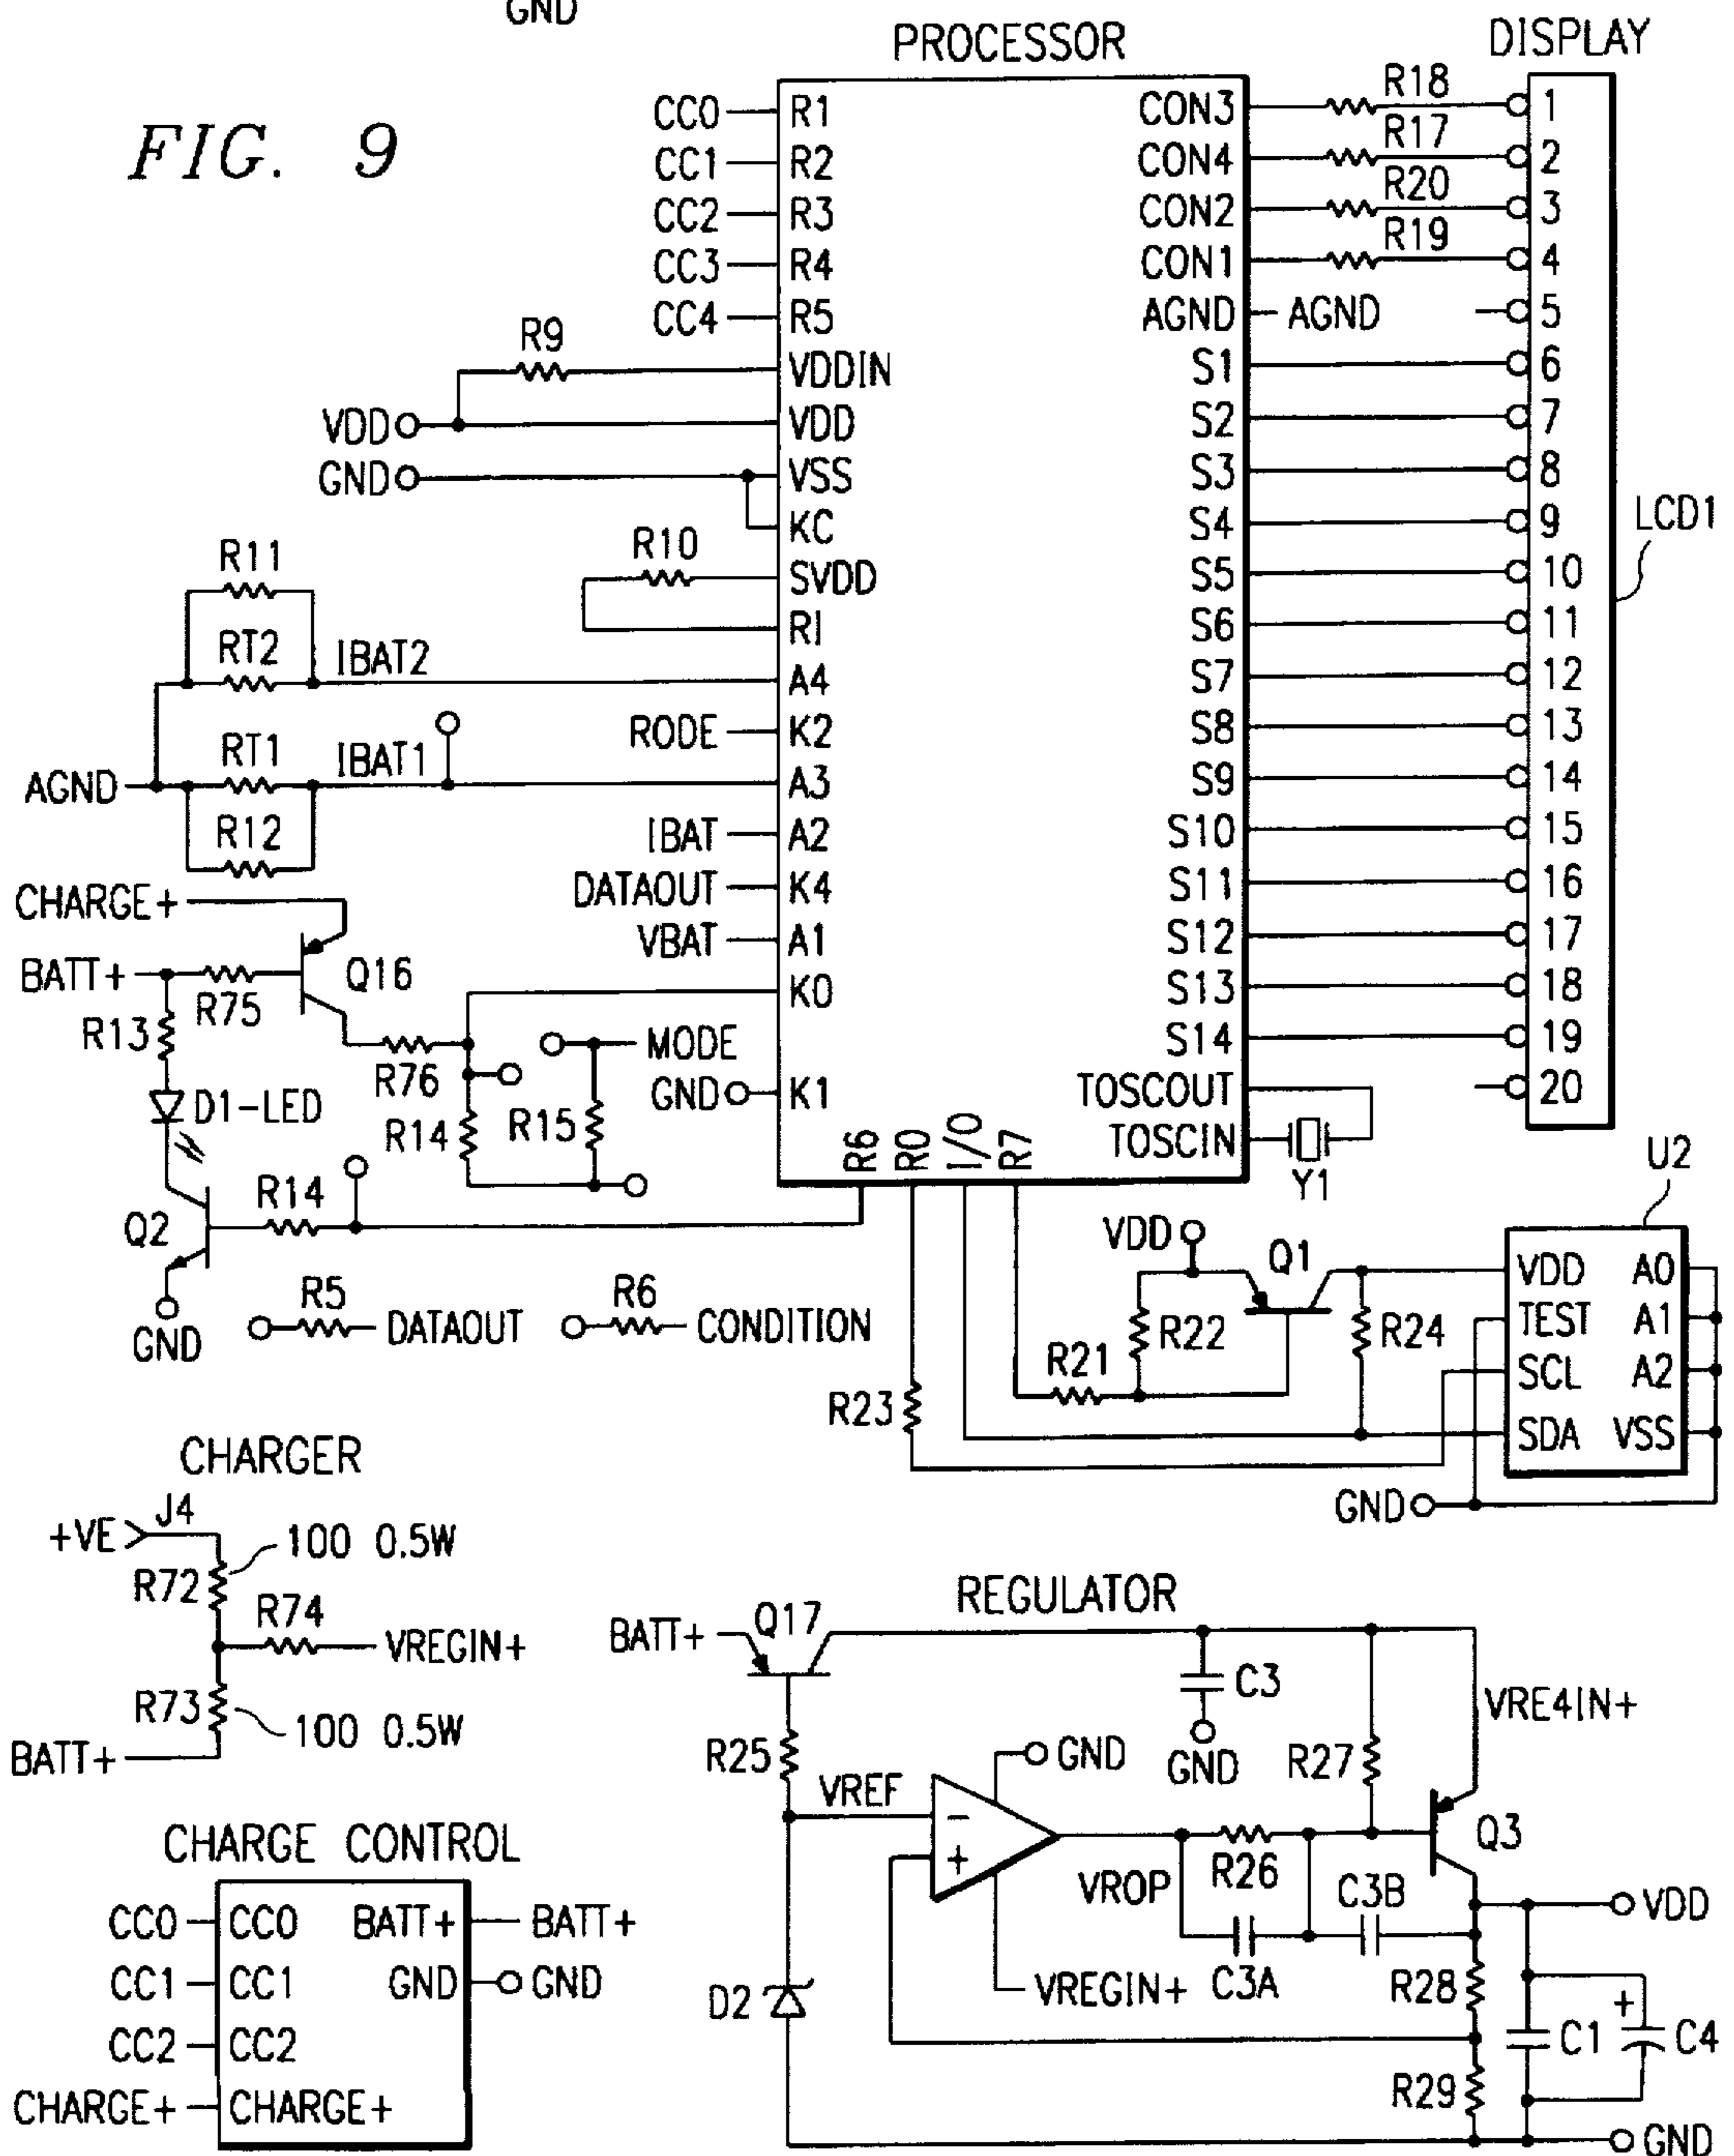 GND
PROCESSOR
DISPLAY
FIG. 9
CC0 R1 CON3 R18 1
CC1 R2 CON4 R17 2
CC2 R3 CON2 R20 3
CC3 R4 CON1 R19 4
CC4 R5 AGND AGND 5
R9 VDDIN S1 6
VDD VDD S2 7
GND VSS S3 8
KC S4 9 LCD1
R11 R10 SVDD S5 10
RI S6 11
RT2 IBAT2 A4 S7 12
RODE K2 S8 13
AGND RT1 IBAT1 A3 S9 14
R12 IBAT A2 S10 15
CHARGE+ DATAOUT K4 S11 16
VBAT A1 S12 17
BATT+ R75 Q16 K0 S13 18
R13 R76 MODE S14 19
D1-LED R14 R15 GND K1 TOSCOUT 20
R6 R0 I/O R7 TOSCIN Y1
Q2 R14 U2
GND R5 DATAOUT R6 CONDITION
VDD Q1 VDD A0
R22 R24 TEST A1
R21 SCL A2
R23 SDA VSS
GND
CHARGER
+VE J4
R72 100 0.5W
R74 VREGIN+
R73 100 0.5W
BATT+
REGULATOR
BATT+ Q17
C3 VRE4IN+
R25 GND GND R27
VREF − + Q3
VROP R26 C3B VDD
D2 VREGIN+ C3A R28 + C1 C4
R29
GND
CHARGE CONTROL
CC0 CC0 BATT+ BATT+
CC1 CC1 GND GND
CC2 CC2
CHARGE+ CHARGE+